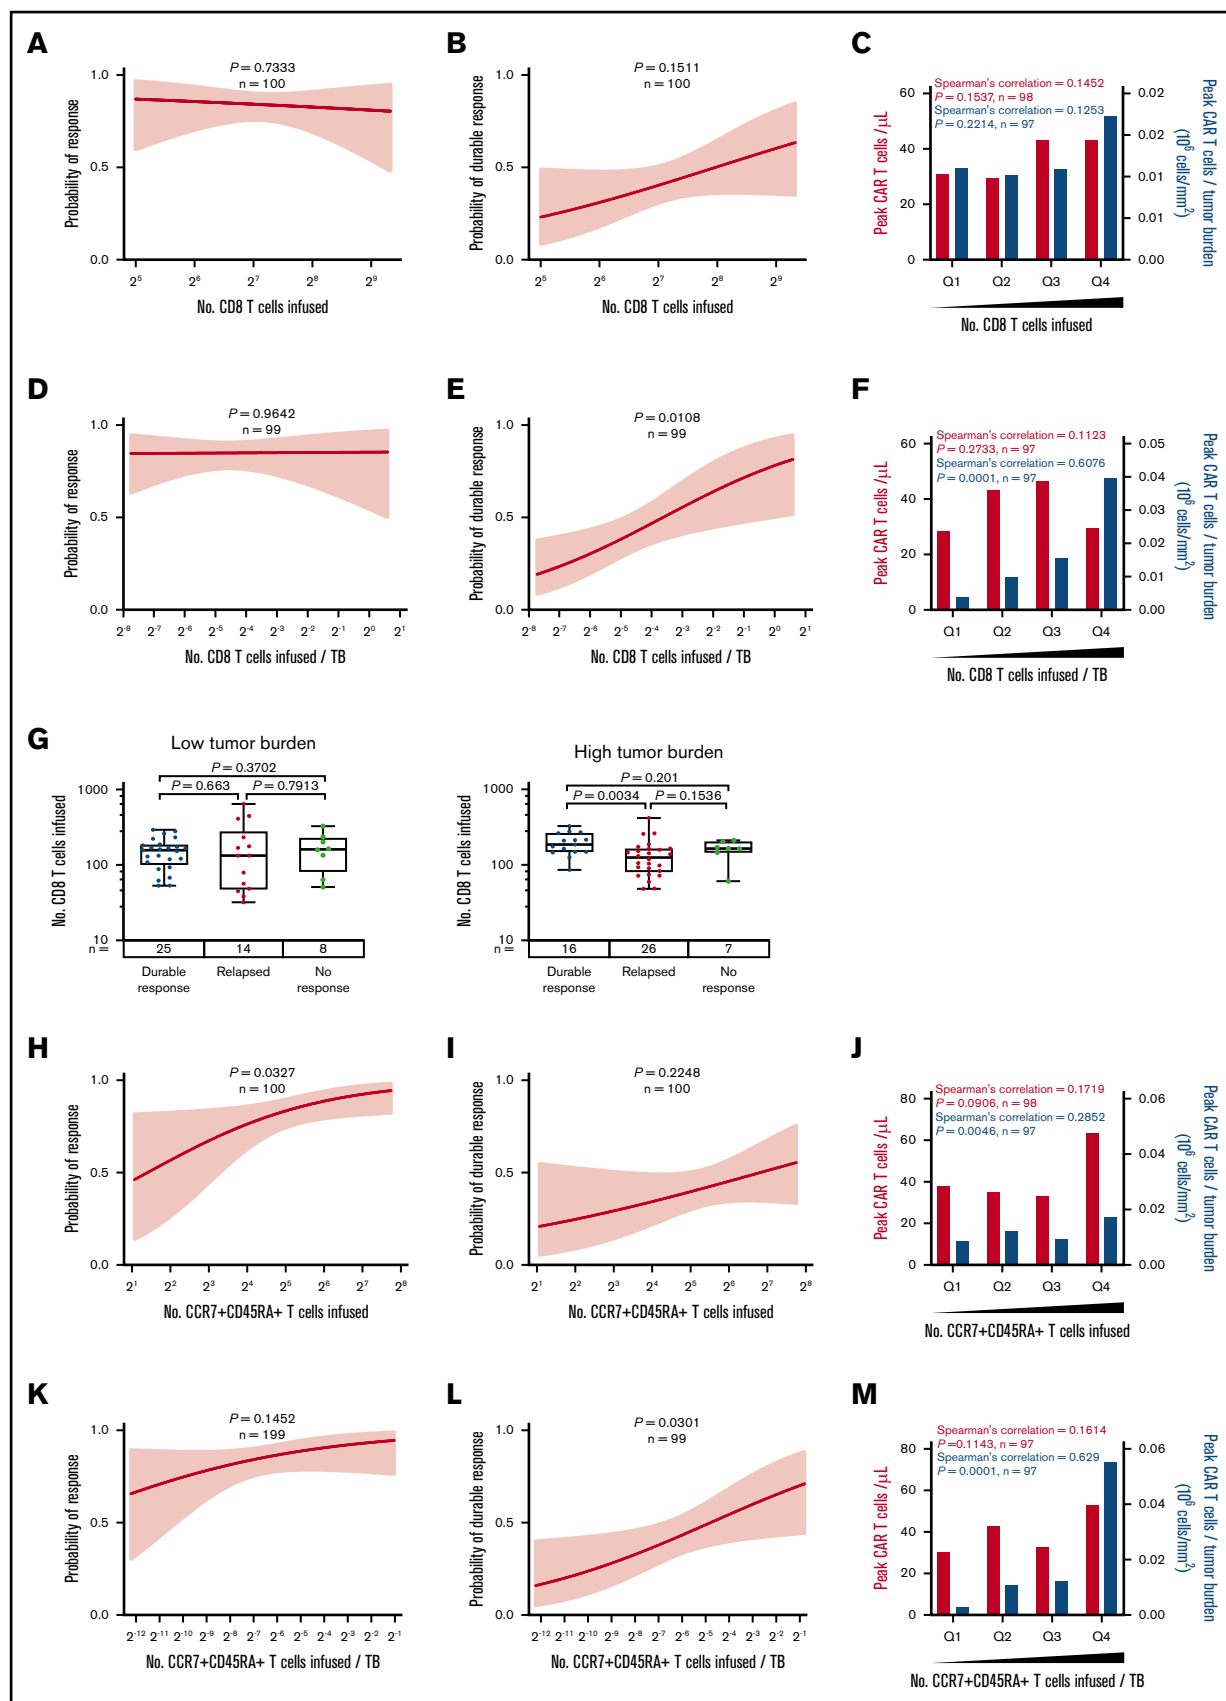 A
P = 0.7333
n = 100
Probability of response
1.0
0.5
0.0
2⁵ 2⁶ 2⁷ 2⁸ 2⁹
No. CD8 T cells infused
B
P = 0.1511
n = 100
Probability of durable response
1.0
0.5
0.0
2⁵ 2⁶ 2⁷ 2⁸ 2⁹
No. CD8 T cells infused
C
Spearman's correlation = 0.1452
P = 0.1537, n = 98
Spearman's correlation = 0.1253
P = 0.2214, n = 97
Peak CAR T cells /µL
60
40
20
0
0.02
0.02
0.01
0.01
0.00
Peak CAR T cells / tumor burden
(10⁶ cells/mm²)
Q1 Q2 Q3 Q4
No. CD8 T cells infused
D
P = 0.9642
n = 99
Probability of response
1.0
0.5
0.0
2⁻⁸ 2⁻⁷ 2⁻⁶ 2⁻⁵ 2⁻⁴ 2⁻³ 2⁻² 2⁻¹ 2⁰ 2¹
No. CD8 T cells infused / TB
E
P = 0.0108
n = 99
Probability of durable response
1.0
0.5
0.0
2⁻⁸ 2⁻⁷ 2⁻⁶ 2⁻⁵ 2⁻⁴ 2⁻³ 2⁻² 2⁻¹ 2⁰ 2¹
No. CD8 T cells infused / TB
F
Spearman's correlation = 0.1123
P = 0.2733, n = 97
Spearman's correlation = 0.6076
P = 0.0001, n = 97
Peak CAR T cells /µL
60
40
20
0
0.05
0.04
0.03
0.02
0.01
0.00
Peak CAR T cells / tumor burden
(10⁶ cells/mm²)
Q1 Q2 Q3 Q4
No. CD8 T cells infused / TB
G
Low tumor burden
P = 0.3702
P = 0.663 P = 0.7913
No. CD8 T cells infused
1000
100
10
n = 25 14 8
Durable response
Relapsed
No response
High tumor burden
P = 0.201
P = 0.0034 P = 0.1536
No. CD8 T cells infused
1000
100
10
n = 16 26 7
Durable response
Relapsed
No response
H
P = 0.0327
n = 100
Probability of response
1.0
0.5
0.0
2¹ 2² 2³ 2⁴ 2⁵ 2⁶ 2⁷ 2⁸
No. CCR7+CD45RA+ T cells infused
I
P = 0.2248
n = 100
Probability of durable response
1.0
0.5
0.0
2¹ 2² 2³ 2⁴ 2⁵ 2⁶ 2⁷ 2⁸
No. CCR7+CD45RA+ T cells infused
J
Spearman's correlation = 0.1719
P = 0.0906, n = 98
Spearman's correlation = 0.2852
P = 0.0046, n = 97
Peak CAR T cells /µL
80
60
40
20
0
0.06
0.04
0.02
0.00
Peak CAR T cells / tumor burden
(10⁶ cells/mm²)
Q1 Q2 Q3 Q4
No. CCR7+CD45RA+ T cells infused
K
P = 0.1452
n = 199
Probability of response
1.0
0.5
0.0
2⁻¹² 2⁻¹¹ 2⁻¹⁰ 2⁻⁹ 2⁻⁸ 2⁻⁷ 2⁻⁶ 2⁻⁵ 2⁻⁴ 2⁻³ 2⁻² 2⁻¹
No. CCR7+CD45RA+ T cells infused / TB
L
P = 0.0301
n = 99
Probability of durable response
1.0
0.5
0.0
2⁻¹² 2⁻¹¹ 2⁻¹⁰ 2⁻⁹ 2⁻⁸ 2⁻⁷ 2⁻⁶ 2⁻⁵ 2⁻⁴ 2⁻³ 2⁻² 2⁻¹
No. CCR7+CD45RA+ T cells infused / TB
M
Spearman's correlation = 0.1614
P =0.1143, n = 97
Spearman's correlation = 0.629
P = 0.0001, n = 97
Peak CAR T cells /µL
80
60
40
20
0
0.06
0.04
0.02
0.00
Peak CAR T cells / tumor burden
(10⁶ cells/mm²)
Q1 Q2 Q3 Q4
No. CCR7+CD45RA+ T cells infused / TB